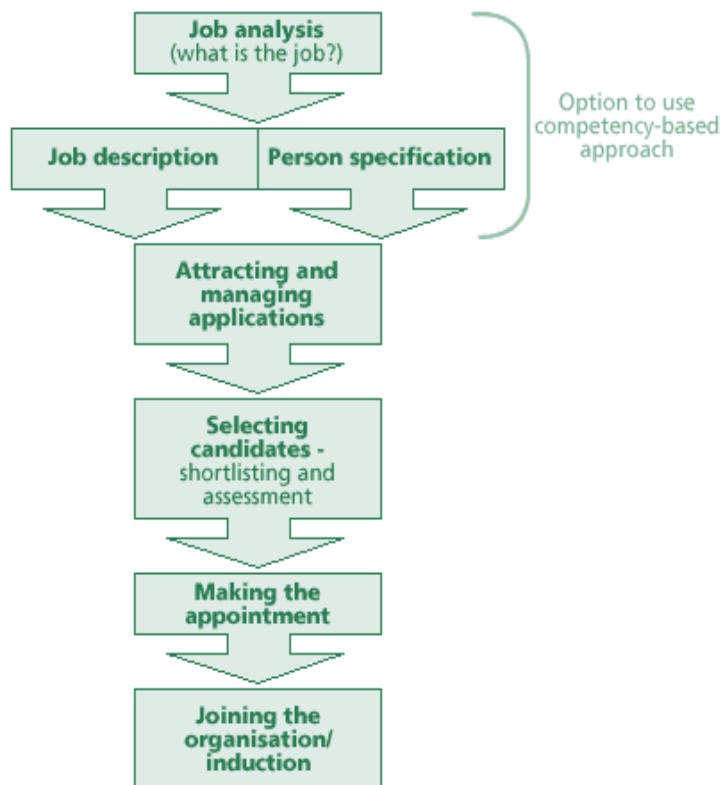 Job analysis
(what is the job?)
Option to use
competency-based
approach
Job description
Person specification
Attracting and
managing
applications
Selecting
candidates -
shortlisting and
assessment
Making the
appointment
Joining the
organisation/
induction